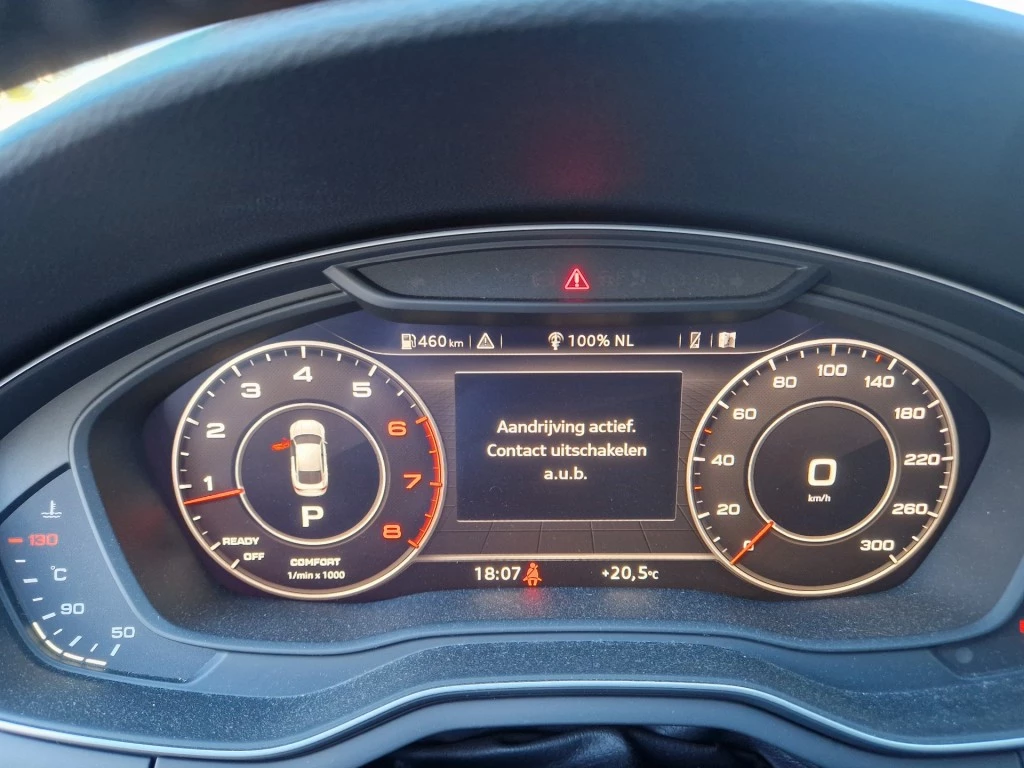 460 km
100% NL
Aandrijving actief.
Contact uitschakelen
a.u.b.
1
2
3
4
5
6
7
8
P
READY
OFF
COMFORT
1/min x 1000
0
20
40
60
80
100
140
180
220
260
300
0
km/h
130
°C
90
50
18:07
+20,5°C